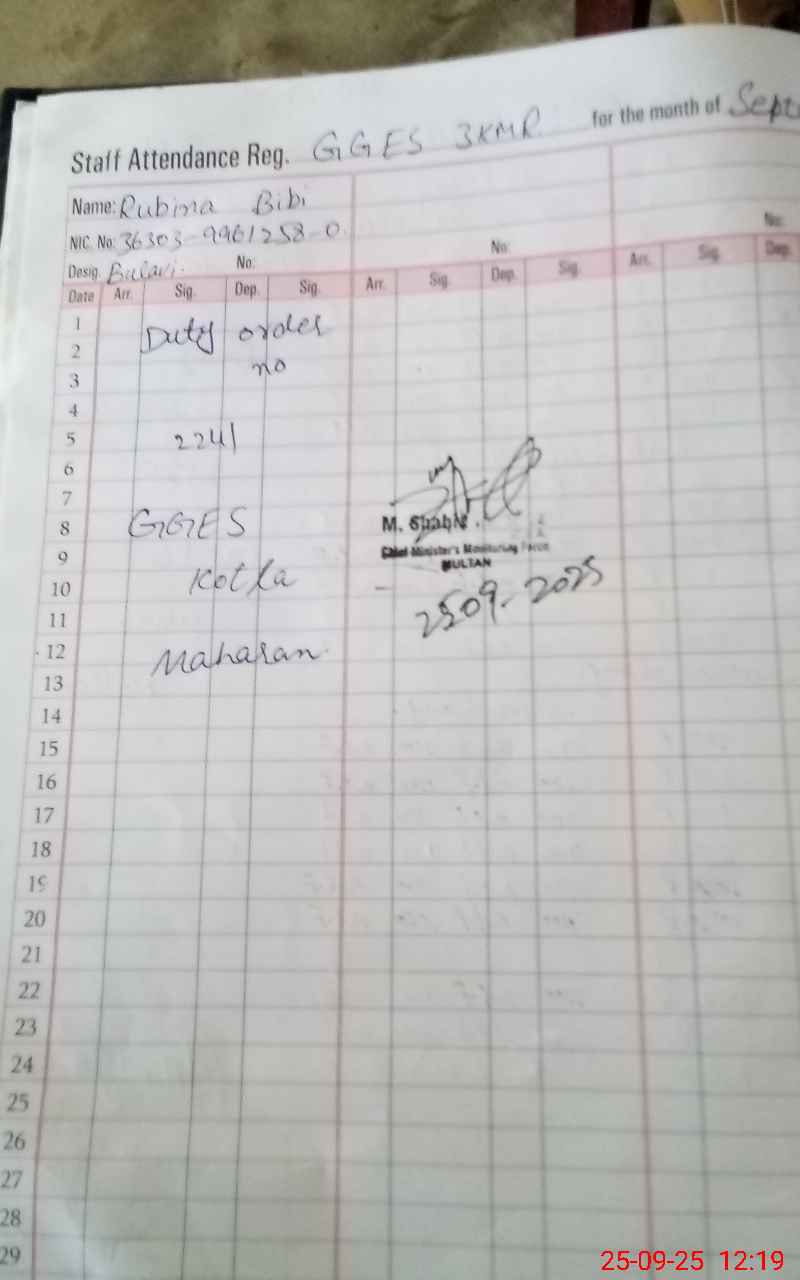 Staff Attendance Reg. GGES 3KMR for the month of Sept
Name: Rubina Bibi
NIC. No: 36303-9961258-0
Desig. No: No: No:
Date Arr. Sig. Dep. Sig. Arr. Sig. Dep. Sig. Arr. Sig. Dep.
1
Duty order
2
no
3
4
5 2241
6
7
8 GGES
M. Shabir
9
Chief Minister's Monitoring Force
MULTAN
10 Kotla
25 09-2025
11
12 Maharan
13
14
15
16
17
18
19
20
21
22
23
24
25
26
27
28
29
25-09-25 12:19